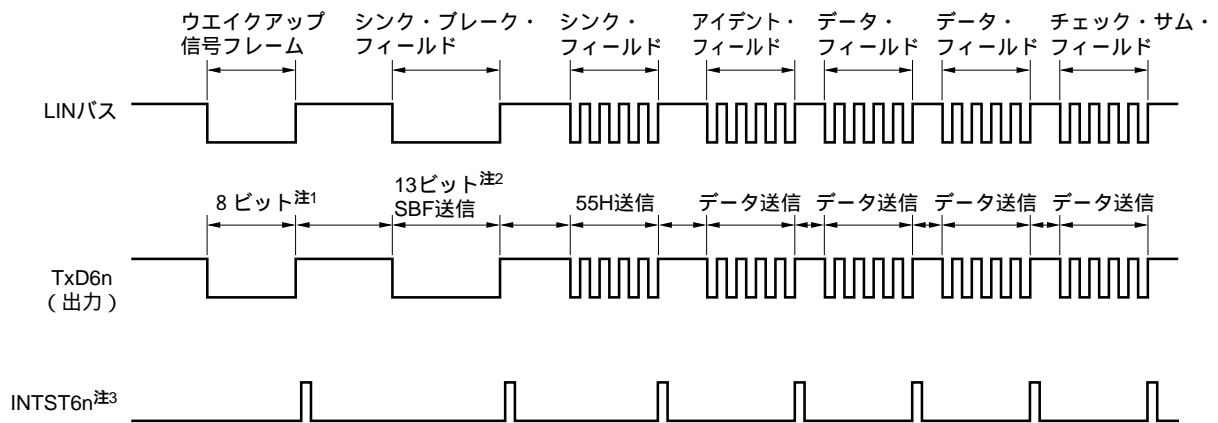 ウエイクアップ
信号フレーム
シンク・ブレーク・
フィールド
シンク・
フィールド
アイデント・
フィールド
データ・
フィールド
データ・
フィールド
チェック・サム・
フィールド
LINバス
8 ビット注1
13ビット注2
SBF送信
55H送信
データ送信
データ送信
データ送信
データ送信
TxD6n
（出力）
INTST6n注3